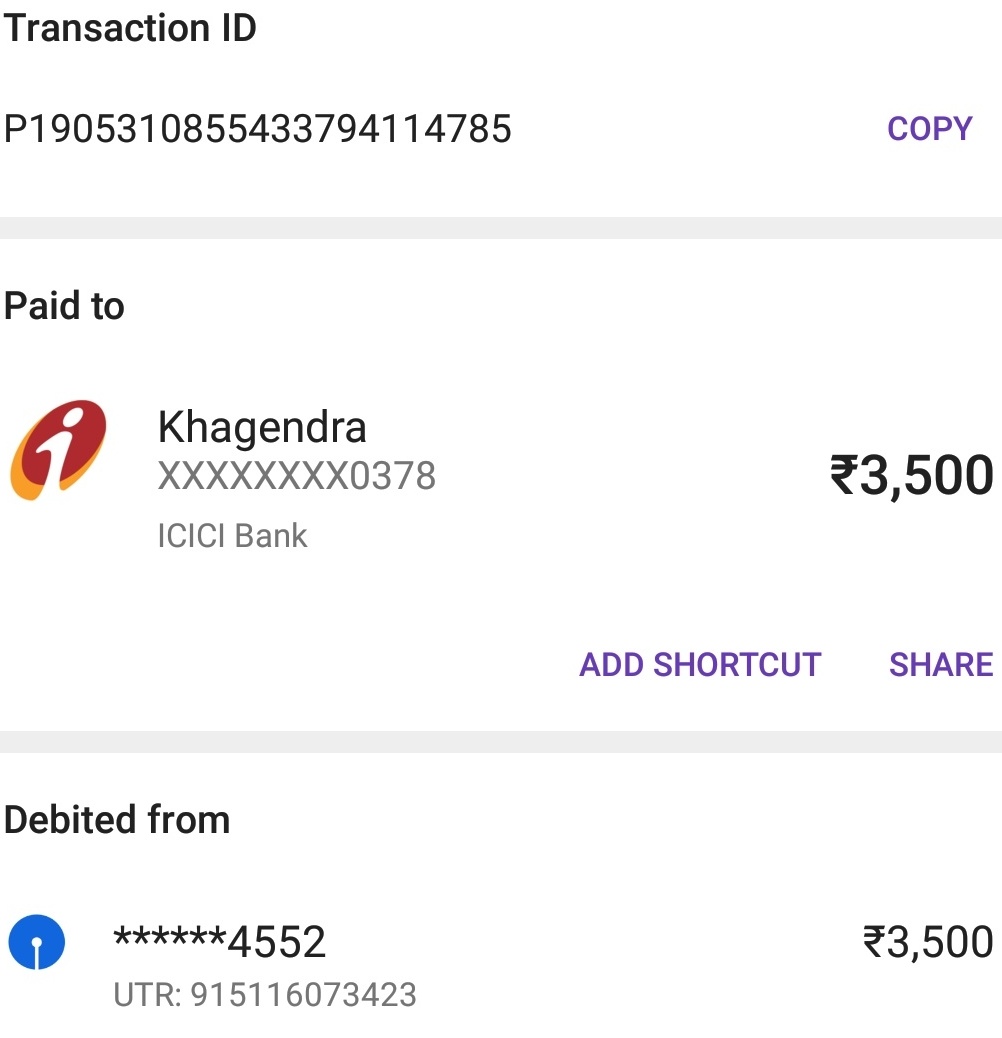 Transaction ID
P1905310855433794114785 COPY
Paid to
Khagendra
XXXXXXXX0378
₹3,500
ICICI Bank
ADD SHORTCUT SHARE
Debited from
******4552 ₹3,500
UTR: 915116073423